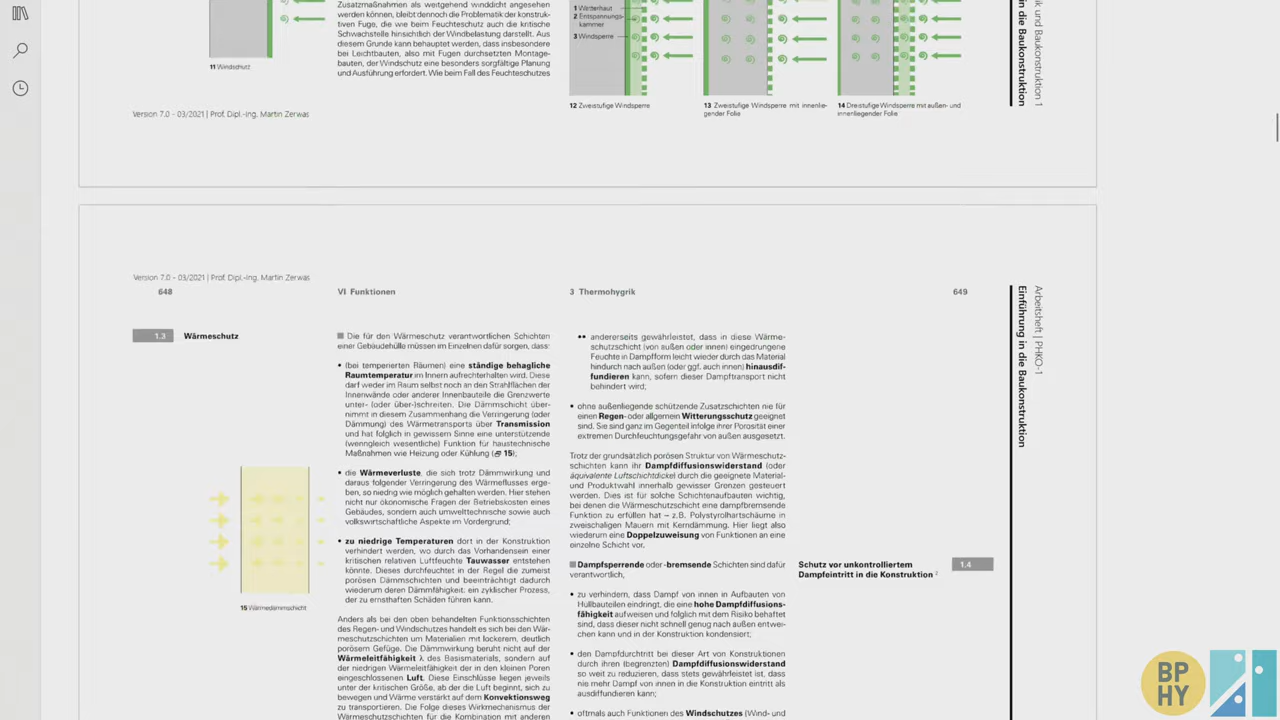 Zusatzmaßnahmen als westgehend winddicht angesehen
werden können, bleibt dennoch die Problematik der konstruk-
tiven Fuge, die wie beim Feuchteschutz auch die kritische
Schwachstelle hinsichtlich der Windbelastung darstellt. Aus
diesem Grunde kann behauptet werden, dass insbesondere
Leichtbauten, also mit Fugen durchsetzten Montage-
bauten, der Windschutz eine besonders sorgfältige Planung
und Ausführung erfordert. Wie beim Fall des Feuchteschutzes
11 Windschutz
1 Wetterhaut
2 Entspannungs-
kammer
3 Windsperre
12 Zweistufige Windsperre
13 Zweistufige Windsperre mit innenlie-
gender Folie
14 Dreistufige Windsperre mit außen- und
innenliegender Folie
ik und Baukonstruktion 1
in die Baukonstruktion
Version 7.0 - 03/2021 | Prof. Dipl.-Ing. Martin Zerwas
Version 7.0 - 03/2021 | Prof. Dipl.-Ing. Martin Zerwas
648
VI Funktionen
3 Thermohygrik
649
Arbeitsheft | PHKO-1
Einführung in die Baukonstruktion
1.3 Wärmeschutz
Die für den Wärmeschutz verantwortlichen Schichten
einer Gebäudehülle müssen im Einzelnen dafür sorgen, dass:
• (bei temperierten Räumen) eine ständige behagliche
Raumtemperatur im Innern aufrechterhalten wird. Diese
darf weder im Raum selbst noch an den Strahlflächen der
Innenwände oder anderer Innenbauteile die Grenzwerte
unter- (oder über-)schreiten. Die Dämmschicht über-
nimmt in diesem Zusammenhang die Verringerung (oder
Dämmung) des Wärmetransports über Transmission
und hat folglich in gewissem Sinne eine unterstützende
(wenngleich wesentliche) Funktion für haustechnische
Maßnahmen wie Heizung oder Kühlung (15);
• die Wärmeverluste, die sich trotz Dämmwirkung und
daraus folgender Verringerung des Wärmeflusses erge-
ben, so niedrig wie möglich gehalten werden. Hier stehen
nicht nur ökonomische Fragen der Betriebskosten eines
Gebäudes, sondern auch umwelttechnische sowie auch
volkswirtschaftliche Aspekte im Vordergrund;
• zu niedrige Temperaturen dort in der Konstruktion
verhindert werden, wo durch das Vorhandensein einer
kritischen relativen Luftfeuchte Tauwasser entstehen
könnte. Dieses durchfeuchtet in der Regel die zumeist
porösen Dämmschichten und beeinträchtigt dadurch
wiederum deren Dämmfähigkeit, ein zyklischer Prozess,
der zu ernsthaften Schäden führen kann.
15 Wärmedämmschicht
Anders als bei den oben behandelten Funktionsschichten
des Regen- und Windschutzes handelt es sich bei den Wär-
meschutzschichten um Materialien mit lockerem, deutlich
porösem Gefüge. Die Dämmwirkung beruht nicht auf der
Wärmeleitfähigkeit λ des Basismaterials, sondern auf
der niedrigen Wärmeleitfähigkeit der in den kleinen Poren
eingeschlossenen Luft. Diese Einschlüsse liegen jeweils
unter der kritischen Größe, ab der die Luft beginnt, sich zu
bewegen und Wärme verstärkt auf dem Konvektionsweg
zu transportieren. Die Folge dieses Wirkmechanismus der
Wärmeschutzschichten für die Kombination mit anderen
•• andererseits gewährleistet, dass in diese Wärme-
schutzschicht (von außen oder innen) eingedrungene
Feuchte in Dampfform leicht wieder durch das Material
hindurch nach außen (oder ggf. auch innen) hinausdif-
fundieren kann, sofern dieser Dampftransport nicht
behindert wird;
• ohne außenliegende schützende Zusatzschichten nie für
einen Regen- oder allgemein Witterungsschutz geeignet
sind. Sie sind ganz im Gegenteil infolge ihrer Porosität einer
extremen Durchfeuchtungsgefahr von außen ausgesetzt.
Trotz der grundsätzlich porösen Struktur von Wärmeschutz-
schichten kann ihr Dampfdiffusionswiderstand (oder
äquivalente Luftschichtdicke) durch die geeignete Material-
und Produktwahl innerhalb gewisser Grenzen gesteuert
werden. Dies ist für solche Schichtenaufbauten wichtig,
bei denen die Wärmeschutzschicht eine dampfbremsende
Funktion zu erfüllen hat – z.B. Polystyrolhartschäume in
zweischaligen Mauern mit Kerndämmung. Hier liegt also
wiederum eine Doppelzuweisung von Funktionen an eine
einzelne Schicht vor.
Dampfsperrende oder -bremsende Schichten sind dafür
verantwortlich,
Schutz vor unkontrolliertem
Dampfeintritt in die Konstruktion 2
1.4
• zu verhindern, dass Dampf von innen in Aufbauten von
Hüllbauteilen eindringt, die eine hohe Dampfdiffusions-
fähigkeit aufweisen und folglich mit dem Risiko behaftet
sind, dass dieser nicht schnell genug nach außen entwei-
chen kann und in der Konstruktion kondensiert;
• den Dampfdurchtritt bei dieser Art von Konstruktionen
durch ihren (begrenzten) Dampfdiffusionswiderstand
so weit zu reduzieren, dass stets gewährleistet ist, dass
nie mehr Dampf von innen in die Konstruktion eintritt als
ausdiffundieren kann;
• oftmals auch Funktionen des Windschutzes (Wind- und
BP
HY